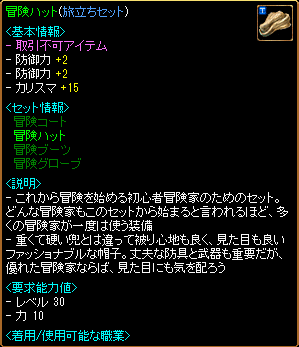 冒険ハット(旅立ちセット)
<基本情報>
- 取引不可アイテム
- 防御力 +2
- 防御力 +2
- カリスマ +15
<セット情報>
冒険コート
冒険ハット
冒険ブーツ
冒険グローブ
<説明>
- これから冒険を始める初心者冒険家のためのセット。
どんな冒険家もこのセットから始まると言われるほど、多
くの冒険家が一度は使う装備
- 重くて硬い兜とは違って被り心地も良く、見た目も良い
ファッショナブルな帽子。丈夫な防具と武器も重要だが、
優れた冒険家ならば、見た目にも気を配ろう
<要求能力値>
- レベル 30
- 力 10
<着用/使用可能な職業>